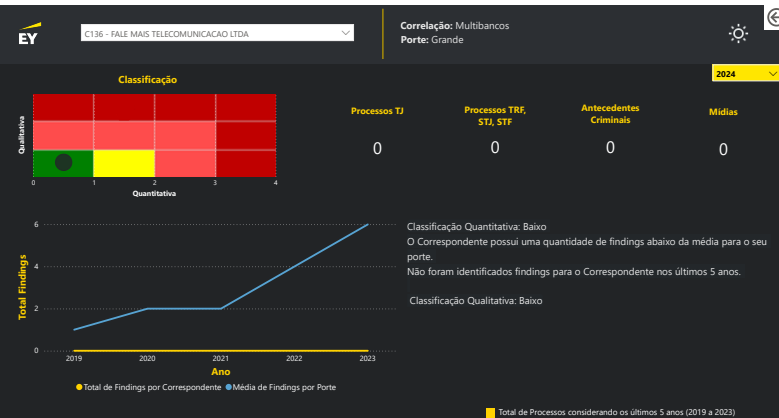 EY
C136 - FALE MAIS TELECOMUNICACAO LTDA
Correlação: Multibancos
Porte: Grande
2024
Classificação
Qualitativa
0 1 2 3 4
Quantitativa
Processos TJ
0
Processos TRF,
STJ, STF
0
Antecedentes
Criminais
0
Mídias
0
Total Findings
6
4
2
0
2019 2020 2021 2022 2023
Ano
Total de Findings por Correspondente Média de Findings por Porte
Classificação Quantitativa: Baixo
O Correspondente possui uma quantidade de findings abaixo da média para o seu
porte.
Não foram identificados findings para o Correspondente nos últimos 5 anos.
Classificação Qualitativa: Baixo
Total de Processos considerando os últimos 5 anos (2019 a 2023)